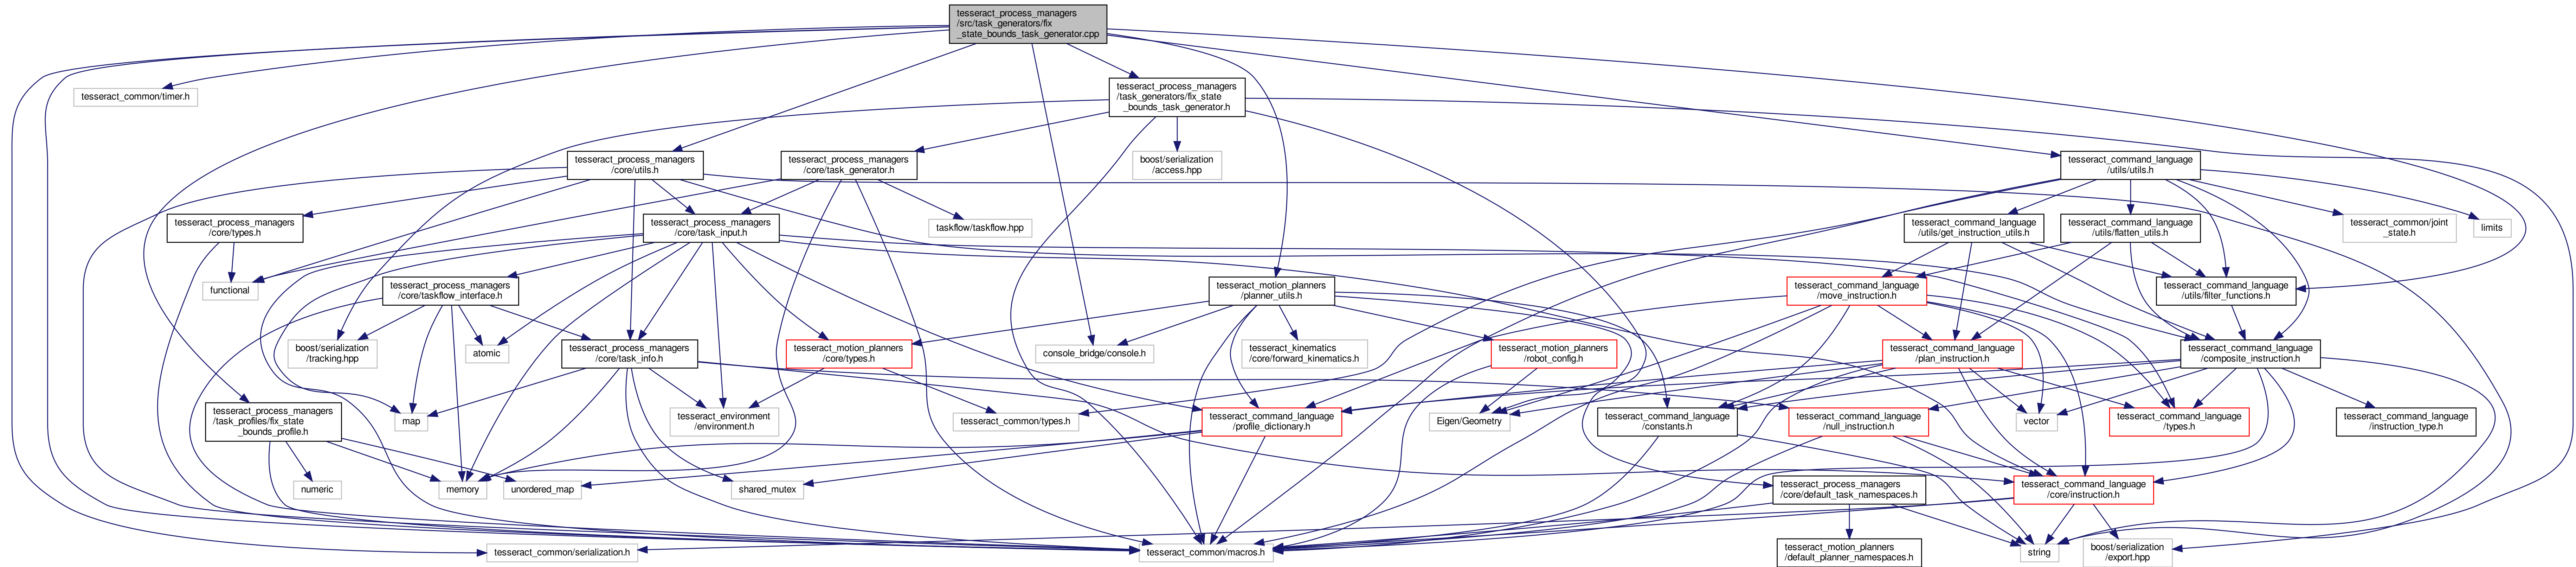 tesseract_process_managers
/src/task_generators/fix
_state_bounds_task_generator.cpp
tesseract_common/timer.h
tesseract_process_managers
/task_generators/fix_state
_bounds_task_generator.h
tesseract_process_managers
/core/utils.h
tesseract_process_managers
/core/task_generator.h
boost/serialization
/access.hpp
tesseract_command_language
/utils/utils.h
tesseract_process_managers
/core/types.h
tesseract_process_managers
/core/task_input.h
taskflow/taskflow.hpp
tesseract_command_language
/utils/get_instruction_utils.h
tesseract_command_language
/utils/flatten_utils.h
tesseract_common/joint
_state.h
limits
functional
tesseract_process_managers
/core/taskflow_interface.h
tesseract_motion_planners
/planner_utils.h
tesseract_command_language
/move_instruction.h
tesseract_command_language
/utils/filter_functions.h
boost/serialization
/tracking.hpp
atomic
tesseract_process_managers
/core/task_info.h
tesseract_motion_planners
/core/types.h
console_bridge/console.h
tesseract_kinematics
/core/forward_kinematics.h
tesseract_motion_planners
/robot_config.h
tesseract_command_language
/plan_instruction.h
tesseract_command_language
/composite_instruction.h
tesseract_process_managers
/task_profiles/fix_state
_bounds_profile.h
map
tesseract_environment
/environment.h
tesseract_common/types.h
tesseract_command_language
/profile_dictionary.h
Eigen/Geometry
tesseract_command_language
/constants.h
tesseract_command_language
/null_instruction.h
vector
tesseract_command_language
/types.h
tesseract_command_language
/instruction_type.h
numeric
memory
unordered_map
shared_mutex
tesseract_process_managers
/core/default_task_namespaces.h
tesseract_command_language
/core/instruction.h
tesseract_common/serialization.h
tesseract_common/macros.h
tesseract_motion_planners
/default_planner_namespaces.h
string
boost/serialization
/export.hpp